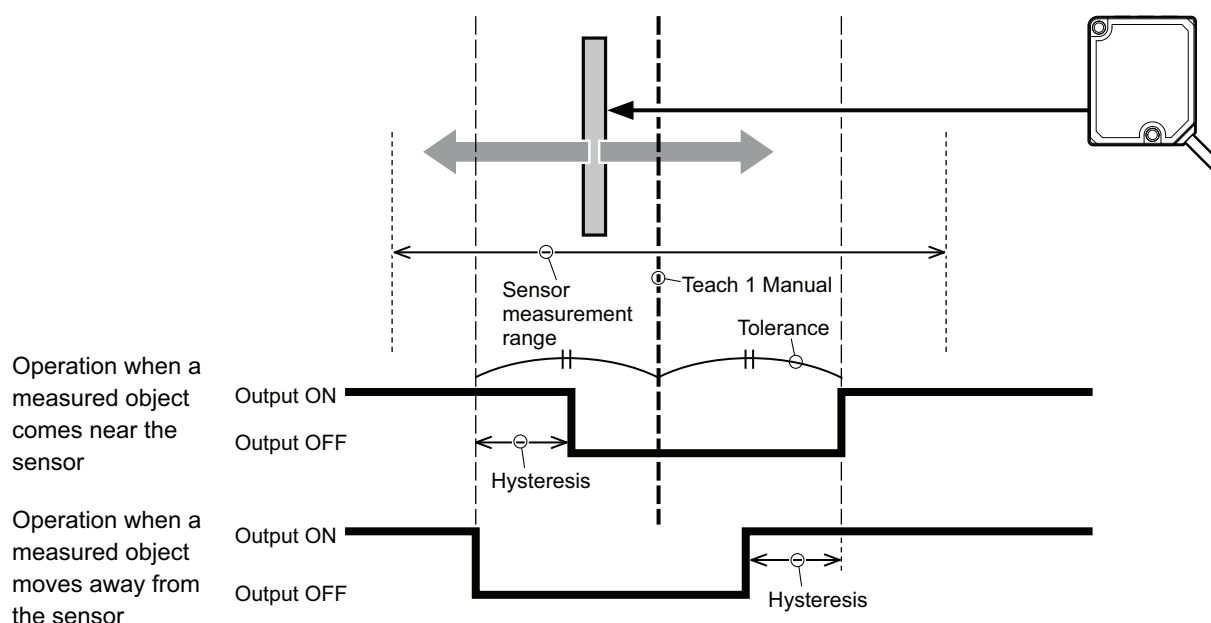 Sensor
measurement
range
Teach 1 Manual
Tolerance
Operation when a
measured object
comes near the
sensor
Output ON
Output OFF
Hysteresis
Operation when a
measured object
moves away from
the sensor
Output ON
Output OFF
Hysteresis